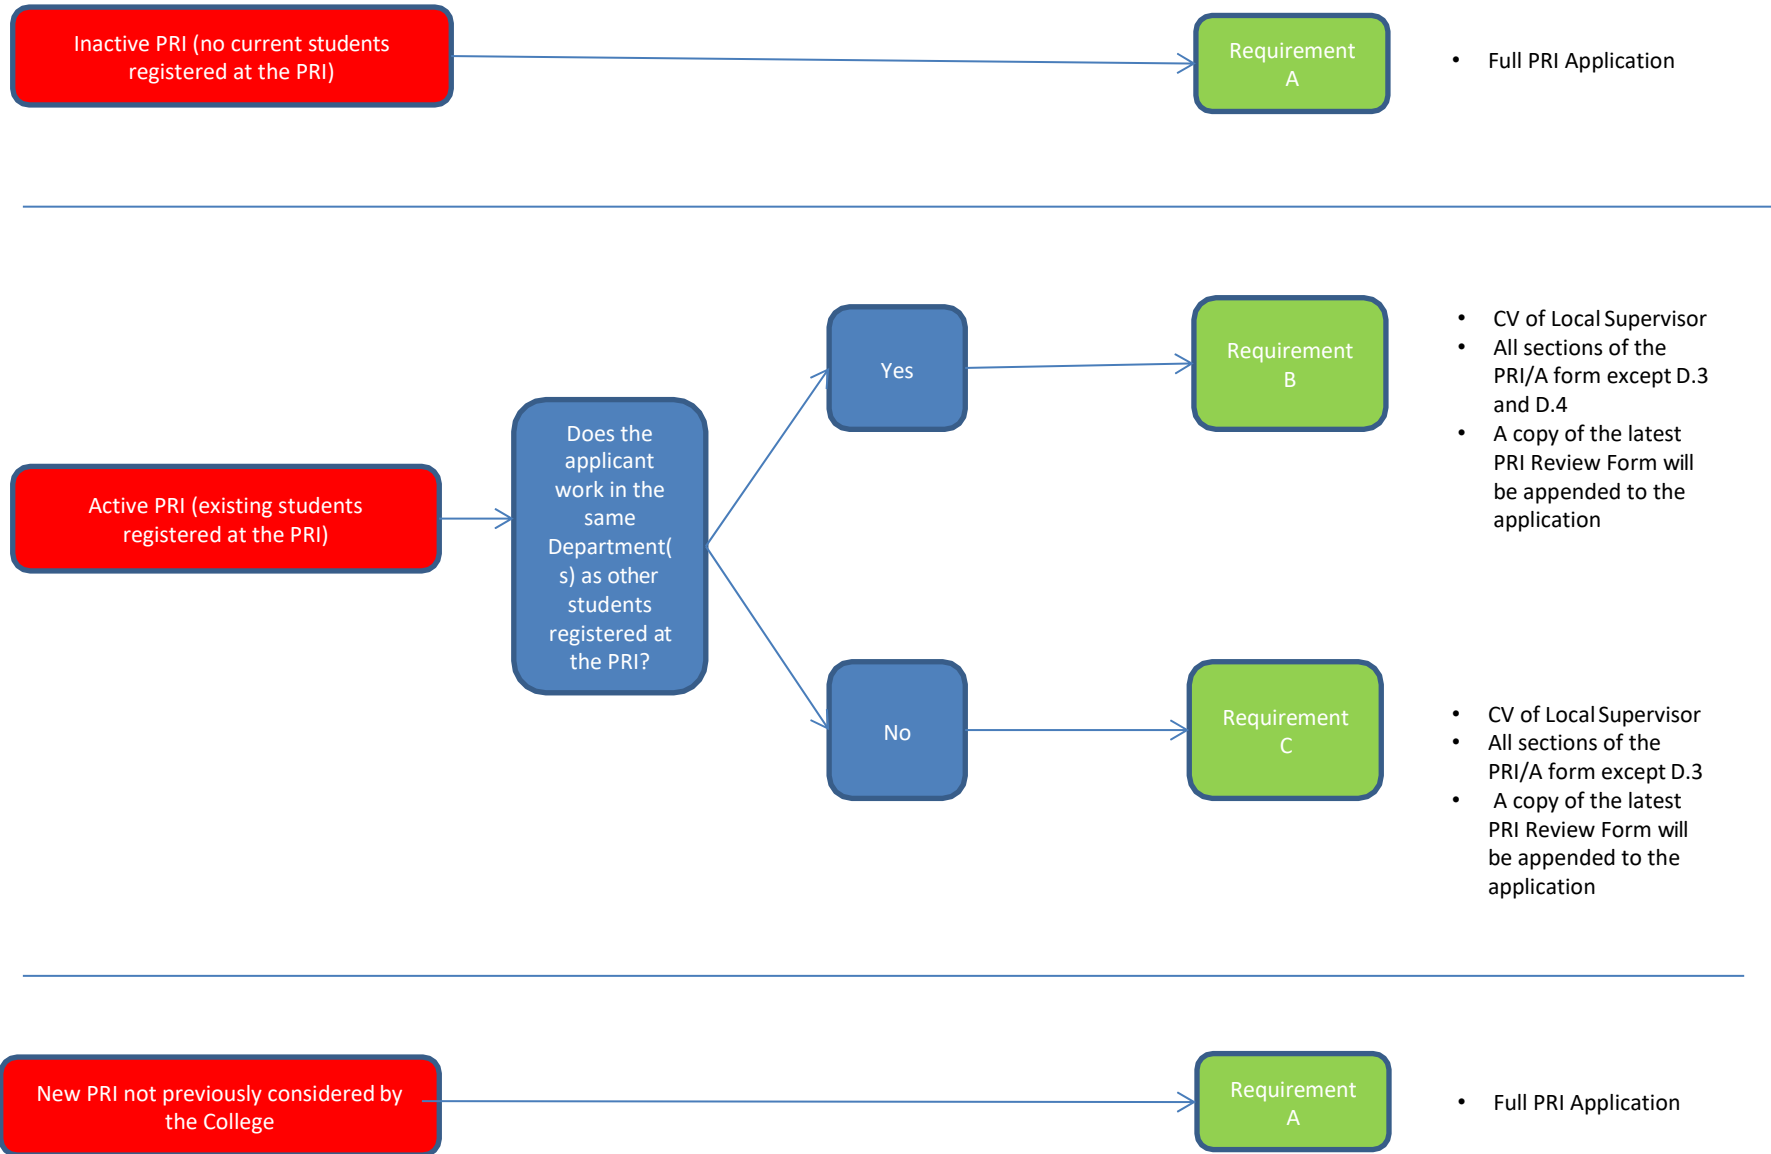 Inactive PRI (no current students
registered at the PRI)
Requirement
A
• Full PRI Application
Active PRI (existing students
registered at the PRI)
Does the
applicant
work in the
same
Department(
s) as other
students
registered at
the PRI?
Yes
Requirement
B
• CV of Local Supervisor
• All sections of the
PRI/A form except D.3
and D.4
• A copy of the latest
PRI Review Form will
be appended to the
application
No
Requirement
C
• CV of Local Supervisor
• All sections of the
PRI/A form except D.3
• A copy of the latest
PRI Review Form will
be appended to the
application
New PRI not previously considered by
the College
Requirement
A
• Full PRI Application